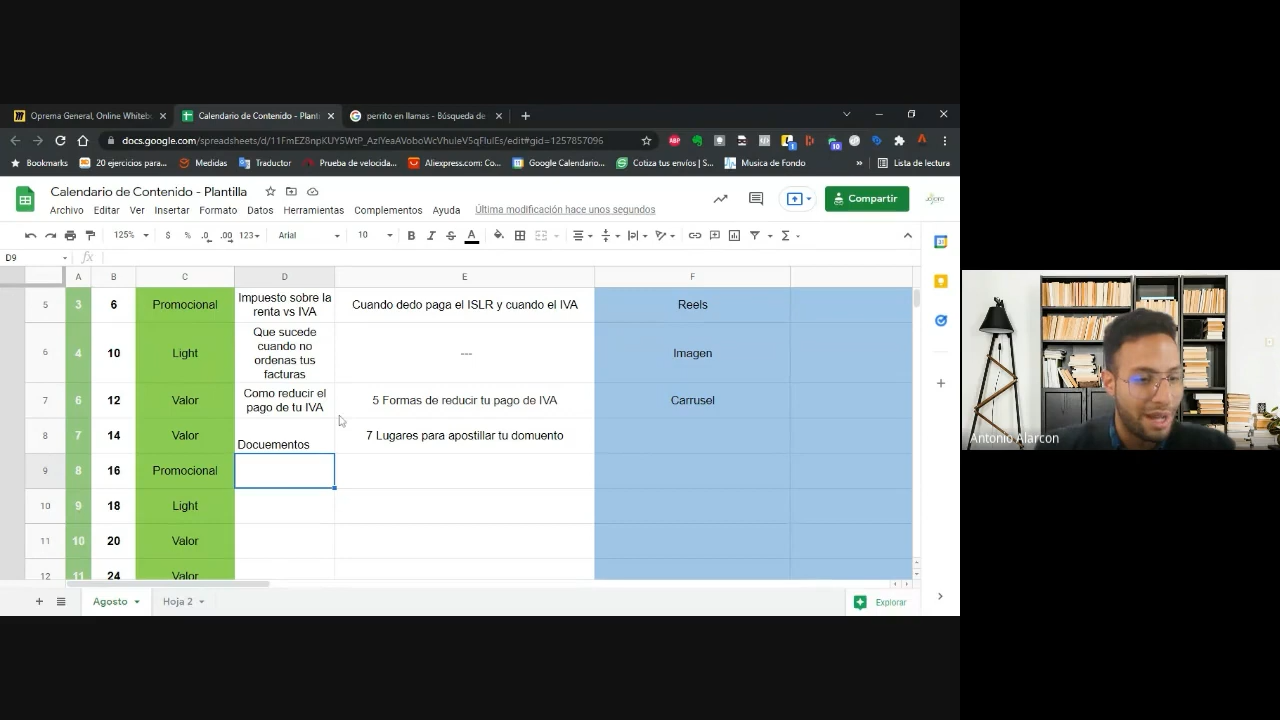 Oprema General, Online Whiteb
Calendario de Contenido - Planti
perrito en llamas - Búsqueda de
docs.google.com/spreadsheets/d/11FmEZ8npKUY5WtP_AzIYeaAVoboWcVhuleV5qFIulEs/edit#gid=1257857096
Bookmarks
20 ejercicios para...
Medidas
Traductor
Prueba de velocida...
Aliexpress.com: Co...
Google Calendario...
Cotiza tus envíos | S...
Musica de Fondo
»
Lista de lectura
Calendario de Contenido - Plantilla
Archivo Editar Ver Insertar Formato Datos Herramientas Complementos Ayuda
Última modificación hace unos segundos
Compartir
125% $ % .0 .00 123 Arial 10 B I S A
D9 fx
A B C D E F
5 3 6 Promocional
Impuesto sobre la
renta vs IVA
Cuando dedo paga el ISLR y cuando el IVA
Reels
6 4 10 Light
Que sucede
cuando no
ordenas tus
facturas
---
Imagen
7 6 12 Valor
Como reducir el
pago de tu IVA
5 Formas de reducir tu pago de IVA
Carrusel
8 7 14 Valor
Docuementos
7 Lugares para apostillar tu domuento
9 8 16 Promocional
10 9 18 Light
11 10 20 Valor
12 11 24 Valor
Agosto
Hoja 2
Explorar
Antonio Alarcon